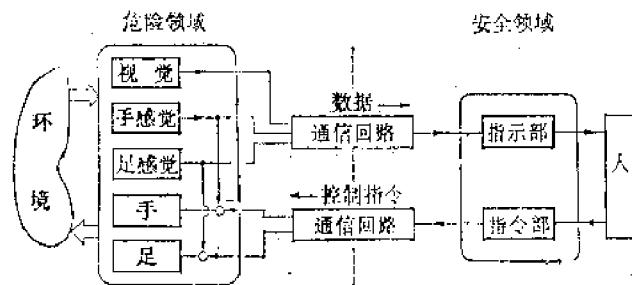 危险领域
安全领域
视觉
手感觉
足感觉
手
足
环境
数据
通信回路
控制指令
通信回路
指示部
指令部
人